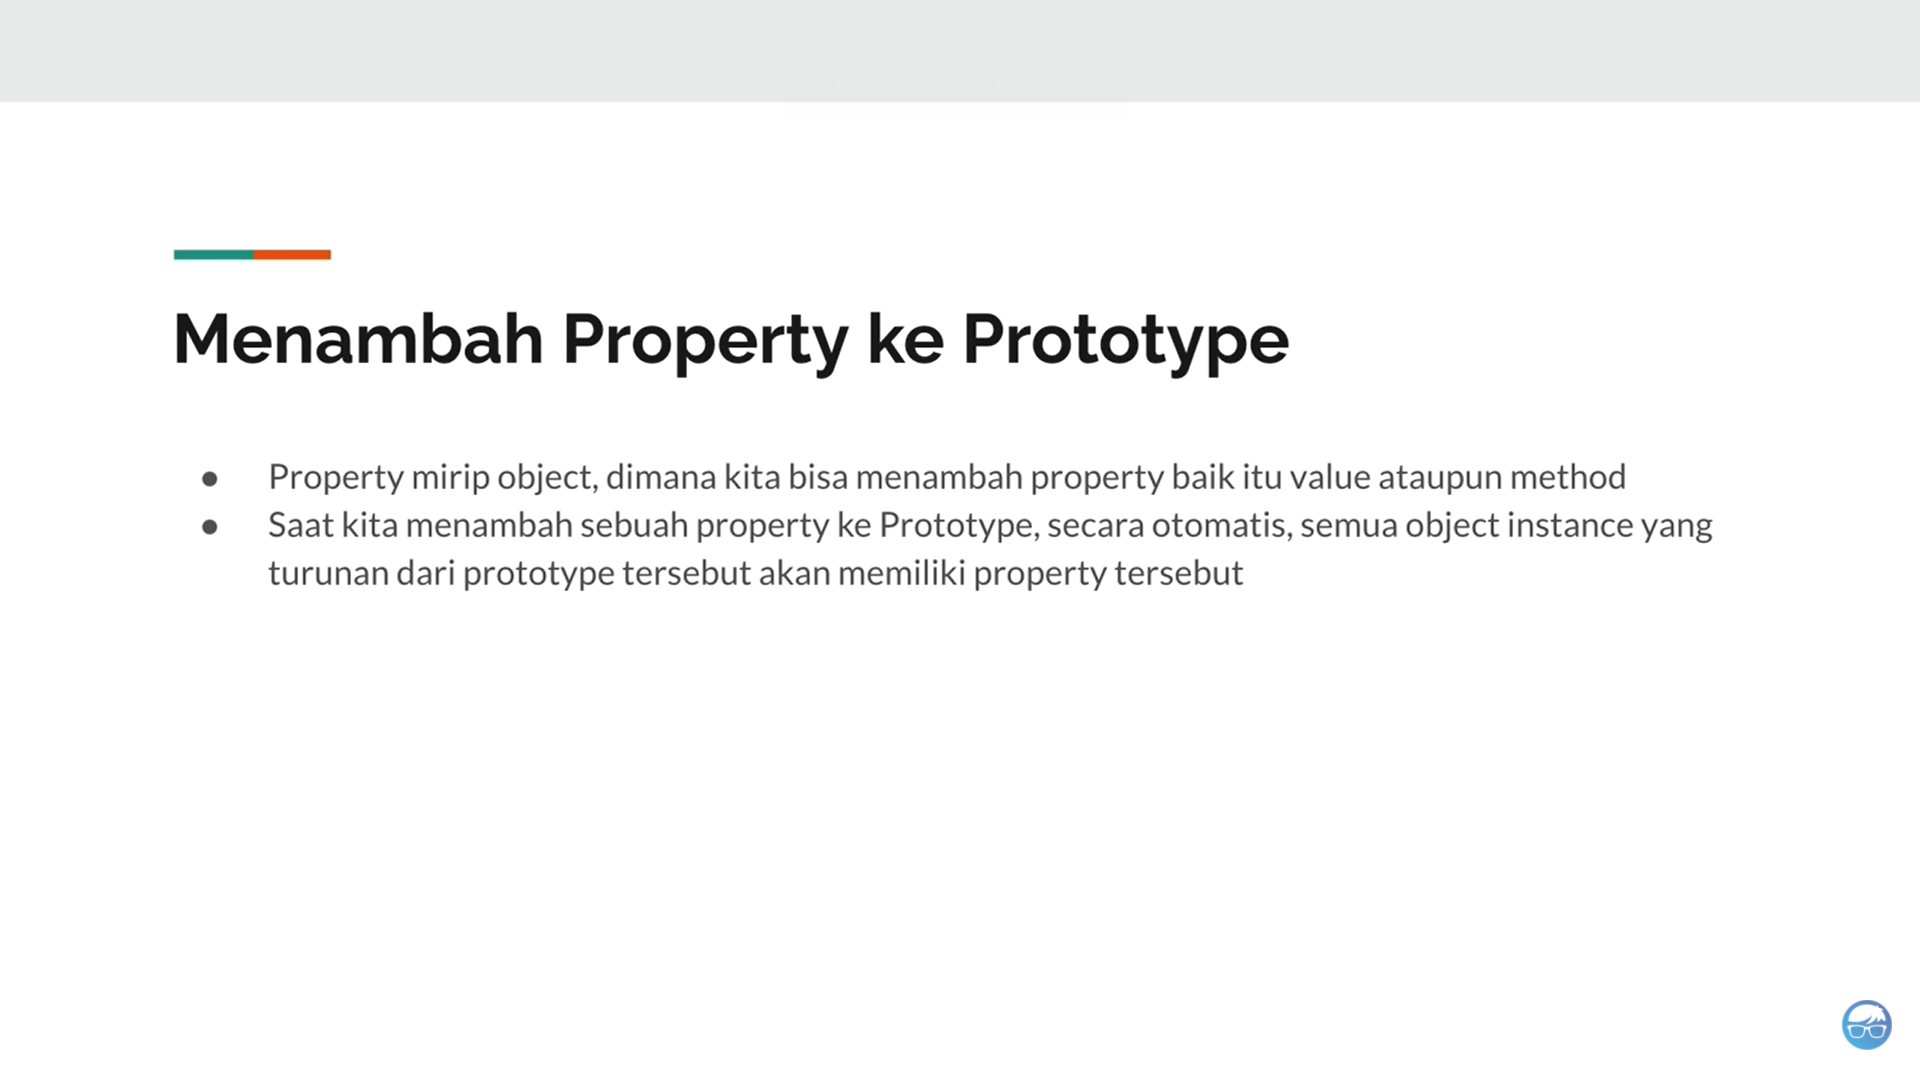 Menambah Property ke Prototype
● Property mirip object, dimana kita bisa menambah property baik itu value ataupun method
● Saat kita menambah sebuah property ke Prototype, secara otomatis, semua object instance yang
turunan dari prototype tersebut akan memiliki property tersebut